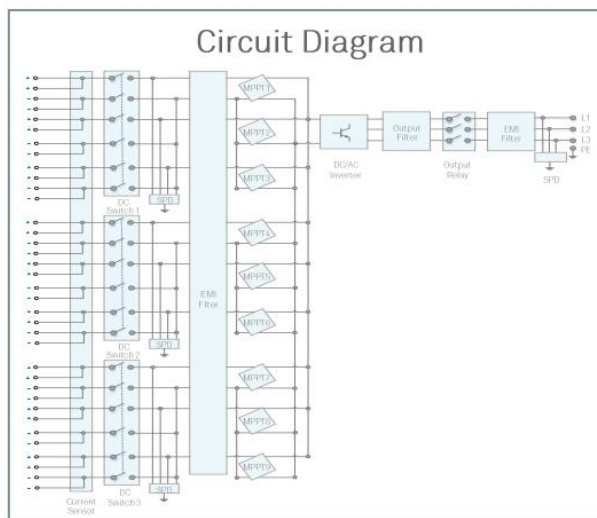 Circuit Diagram
MPPT1
MPPT2
MPPT3
MPPT4
MPPT5
MPPT6
MPPT7
MPPT8
MPPT9
EMI
Filter
DC/AC
Inverter
Output
Filter
Output
Relay
EMI
Filter
L1
L2
L3
PE
SPD
SPD
DC
Switch 1
SPD
DC
Switch 2
SPD
DC
Switch 3
Current
Sensor